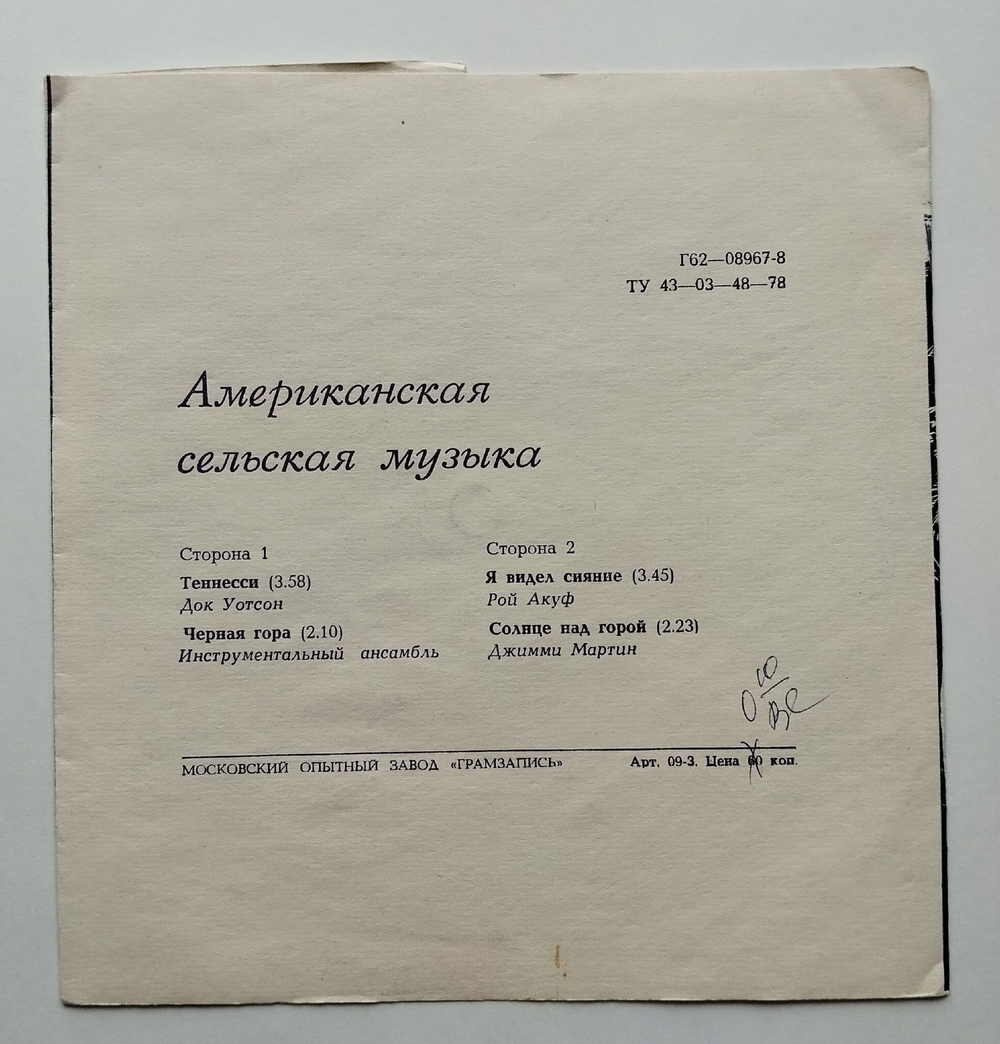 Г62—08967-8
ТУ 43—03—48—78
Американская
сельская музыка
Сторона 1
Теннесси (3.58)
Док Уотсон
Черная гора (2.10)
Инструментальный ансамбль
Сторона 2
Я видел сияние (3.45)
Рой Акуф
Солнце над горой (2.23)
Джимми Мартин
МОСКОВСКИЙ ОПЫТНЫЙ ЗАВОД «ГРАМЗАПИСЬ»
Арт. 09-3. Цена 60 коп.